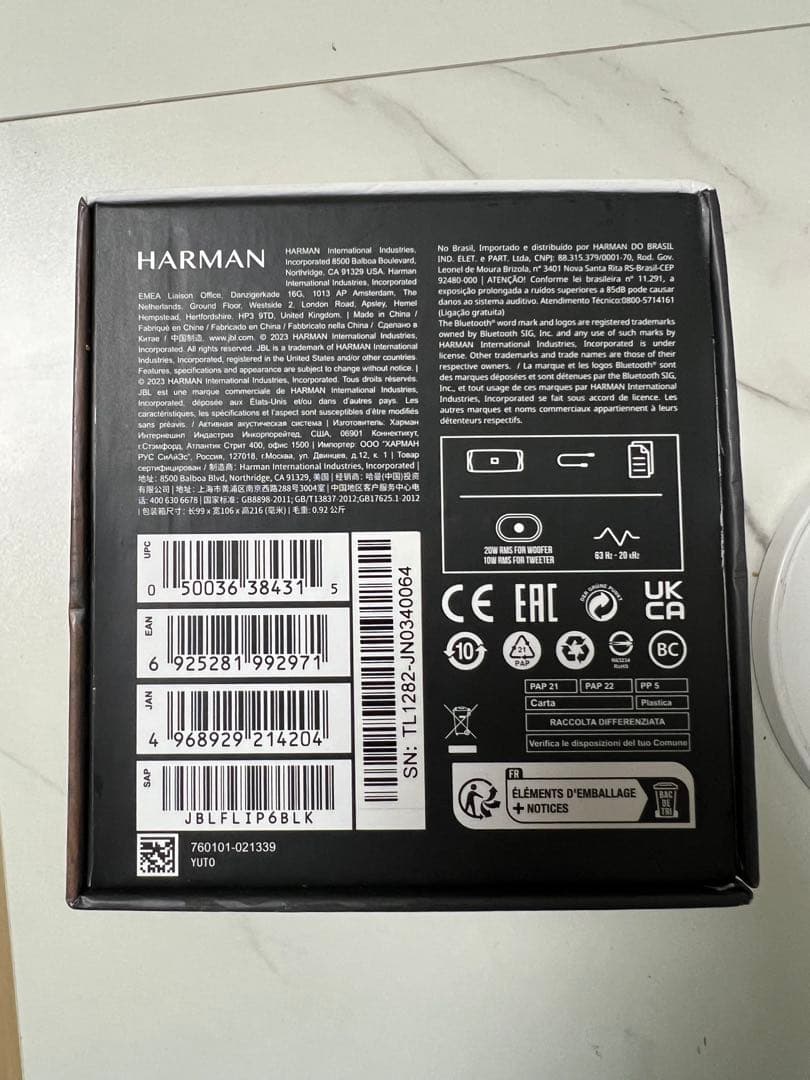 HARMAN
HARMAN International Industries,
Incorporated 8500 Balboa Boulevard,
Northridge, CA 91329 USA. Harman
International Industries, Incorporated
EMEA Liaison Office, Danzigerkade 16G, 1013 AP Amsterdam, The
Netherlands, Ground Floor, Westside 2, London Road, Apsley, Hemel
Hempstead, Hertfordshire, HP3 9TD, United Kingdom. | Made in China /
Fabriqué en Chine / Fabricado en China / Fabbricato nella China / Сделано в
Китае / 中国制造. www.jbl.com. © 2023 HARMAN International Industries,
Incorporated. All rights reserved. JBL is a trademark of HARMAN International
Industries, Incorporated, registered in the United States and/or other countries.
Features, specifications and appearance are subject to change without notice. |
© 2023 HARMAN International Industries, Incorporated. Tous droits réservés.
JBL est une marque commerciale de HARMAN International Industries,
Incorporated, déposée aux États-Unis et/ou dans d'autres pays. Les
caractéristiques, les spécifications et l'aspect sont susceptibles d'être modifiés
sans préavis. / Активная акустическая система | Изготовитель: Харман
Интернешнл Индастриз Инкорпорейтед, США, 06901 Коннектикут,
г.Стэмфорд, Атлантик Стрит 400, офис 1500 | Импортер: ООО "ХАРМАН
РУС СиАйЭс", Россия, 127018, г.Москва, ул. Двинцев, д.12, к. 1 | Товар
сертифицирован / 制造商: Harman International Industries, Incorporated |
地址: 8500 Balboa Blvd, Northridge, CA 91329, 美国 | 经销商: 哈曼(中国)投资
有限公司 | 地址: 上海市黄浦区南京西路288号3004室 | 中国地区客户服务中心电
话: 400 630 6678 | 国家标准: GB8898-2011; GB/T13837-2012;GB17625.1-2012
| 包装箱尺寸: 长99 x 宽106 x 高216 (毫米) | 毛重: 0.92 公斤
No Brasil, Importado e distribuído por HARMAN DO BRASIL
IND. ELET. e PART. Ltda, CNPJ: 88.315.379/0001-70, Rod. Gov.
Leonel de Moura Brizola, n° 3401 Nova Santa Rita RS-Brasil-CEP
92480-000 | ATENÇÃO! Conforme lei brasileira n° 11.291, a
exposição prolongada a ruídos superiores a 85dB pode causar
danos ao sistema auditivo. Atendimento Técnico:0800-5714161
(Ligação gratuita)
The Bluetooth® word mark and logos are registered trademarks
owned by Bluetooth SIG, Inc. and any use of such marks by
HARMAN International Industries, Incorporated is under
license. Other trademarks and trade names are those of their
respective owners. / La marque et les logos Bluetooth® sont
des marques déposées et sont détenues par the Bluetooth SIG,
Inc., et tout usage de ces marques par HARMAN International
Industries, Incorporated se fait sous accord de licence. Les
autres marques et noms commerciaux appartiennent à leurs
détenteurs respectifs.
20W RMS FOR WOOFER
10W RMS FOR TWEETER
63 Hz - 20 kHz
CE EAC DER GRÜNE PUNKT UK CA
10 21 PAP RoHS BC
PAP 21 PAP 22 PP 5
Carta Plastica
RACCOLTA DIFFERENZIATA
Verifica le disposizioni del tuo Comune
FR
ÉLÉMENTS D'EMBALLAGE
+ NOTICES
BAC DE TRI
UPC
0 50036 38431 5
EAN
6 925281 992971
JAN
4 968929 214204
SAP
JBLFLIP6BLK
SN: TL1282-JN0340064
760101-021339
YUTO